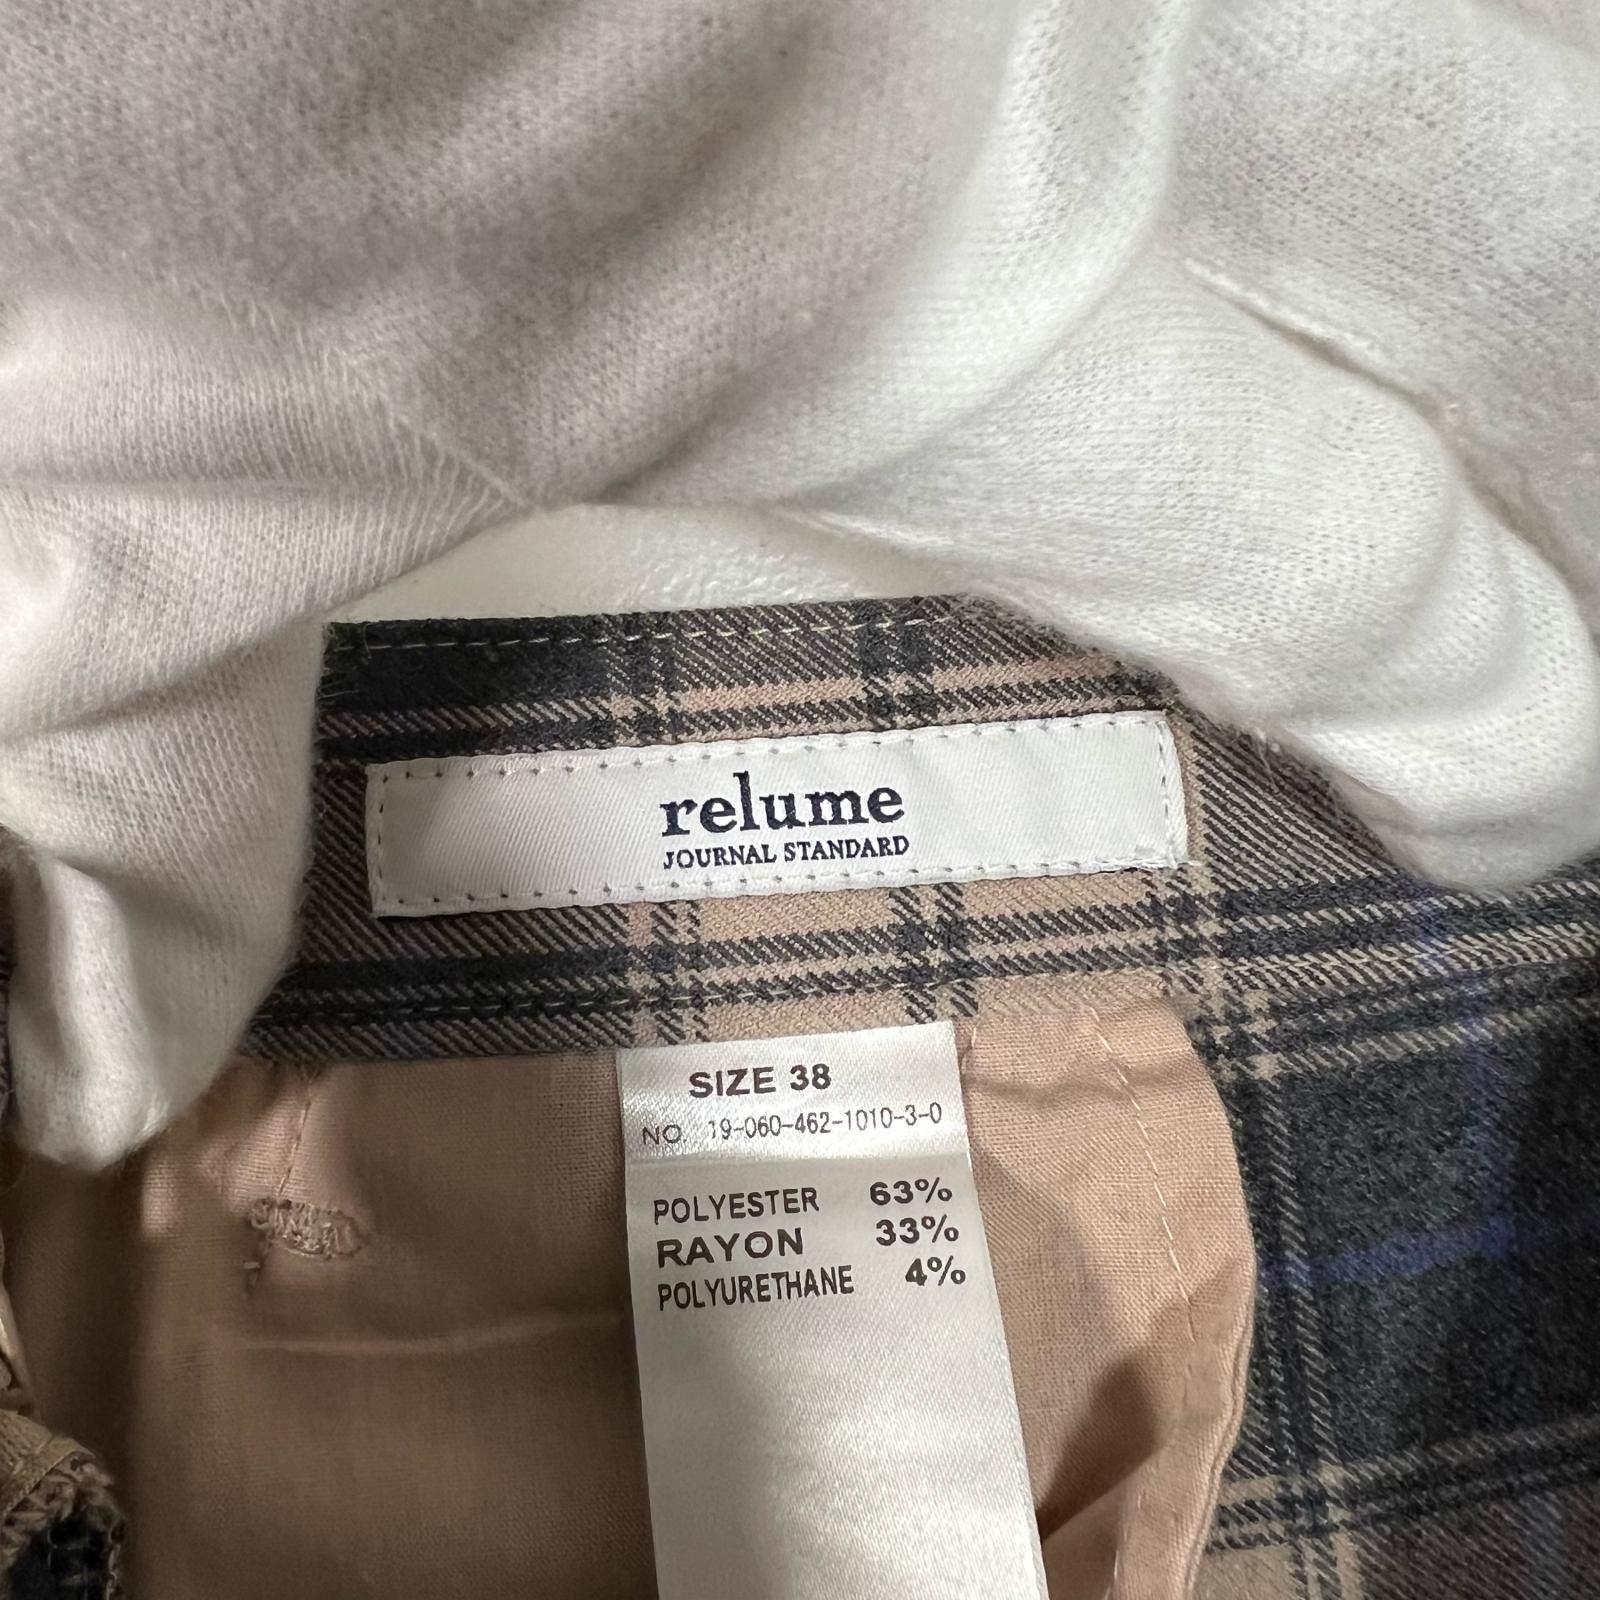 relume
JOURNAL STANDARD
SIZE 38
NO. 19-060-462-1010-3-0
POLYESTER 63%
RAYON 33%
POLYURETHANE 4%